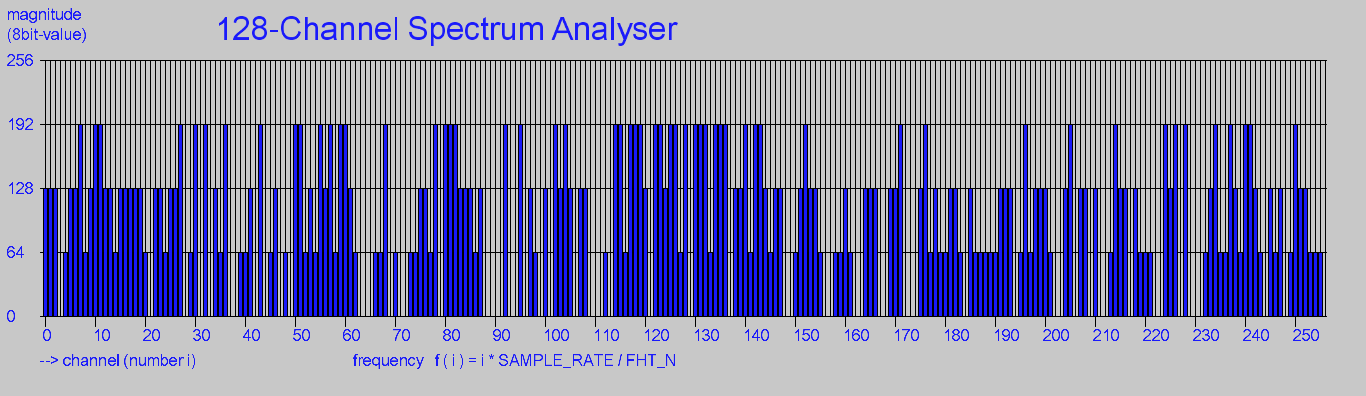 magnitude
(8bit-value)
128-Channel Spectrum Analyser
256
192
128
64
0
0 10 20 30 40 50 60 70 80 90 100 110 120 130 140 150 160 170 180 190 200 210 220 230 240 250
--> channel (number i) frequency f ( i ) = i * SAMPLE_RATE / FHT_N